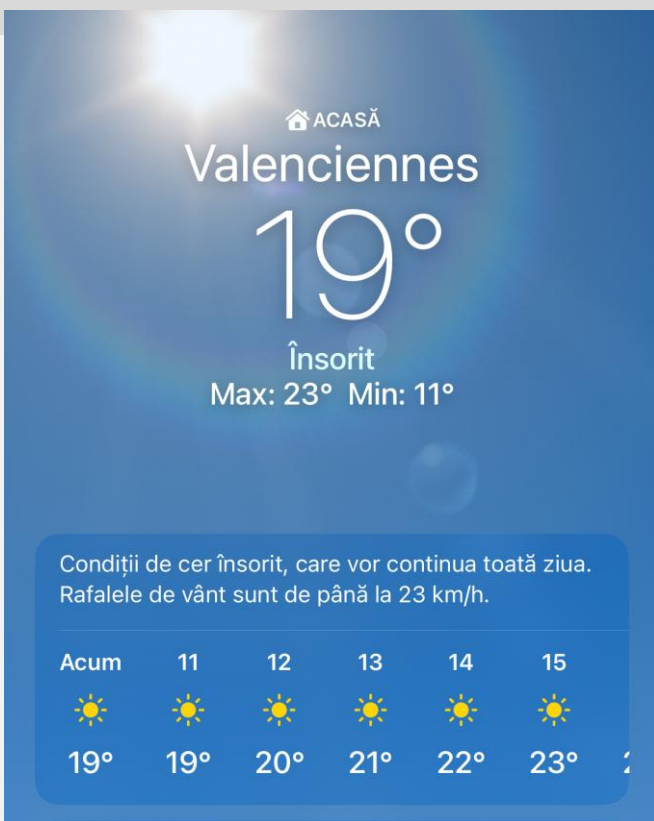 ACASĂ
Valenciennes
19°
Însorit
Max: 23° Min: 11°
Condiții de cer însorit, care vor continua toată ziua.
Rafalele de vânt sunt de până la 23 km/h.
Acum 11 12 13 14 15
19° 19° 20° 21° 22° 23°